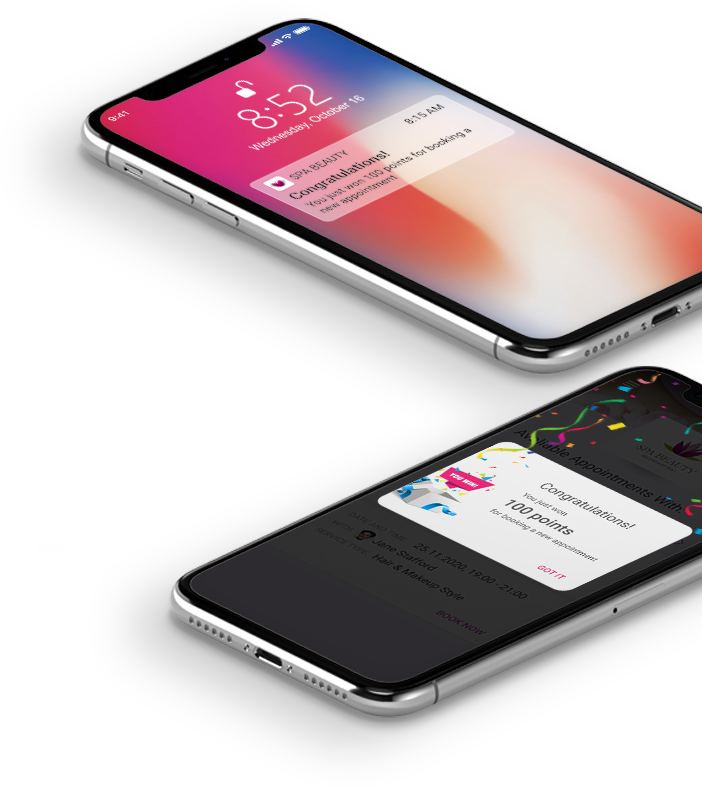 9:41
8:52
Wednesday, October 16
SPA BEAUTY
8:15 AM
Congratulations!
You just won 100 points for booking a
new appointment
SPA BEAUTY
Available Appointments With
YOU WIN!
Congratulations!
You just won
100 points
for booking a new appointment
GOT IT
DATE AND TIME: 25.11.2020, 19:00 - 21:00
WITH: Jane Stafford
SERVICE TYPE: Hair & Makeup Style
BOOK NOW